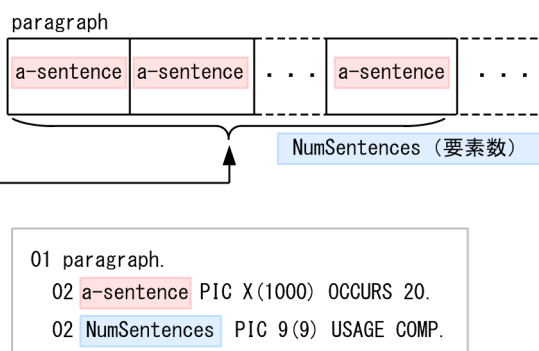 paragraph
a-sentence a-sentence ・・・ a-sentence ・・・
NumSentences (要素数)
01 paragraph.
02 a-sentence PIC X(1000) OCCURS 20.
02 NumSentences PIC 9(9) USAGE COMP.